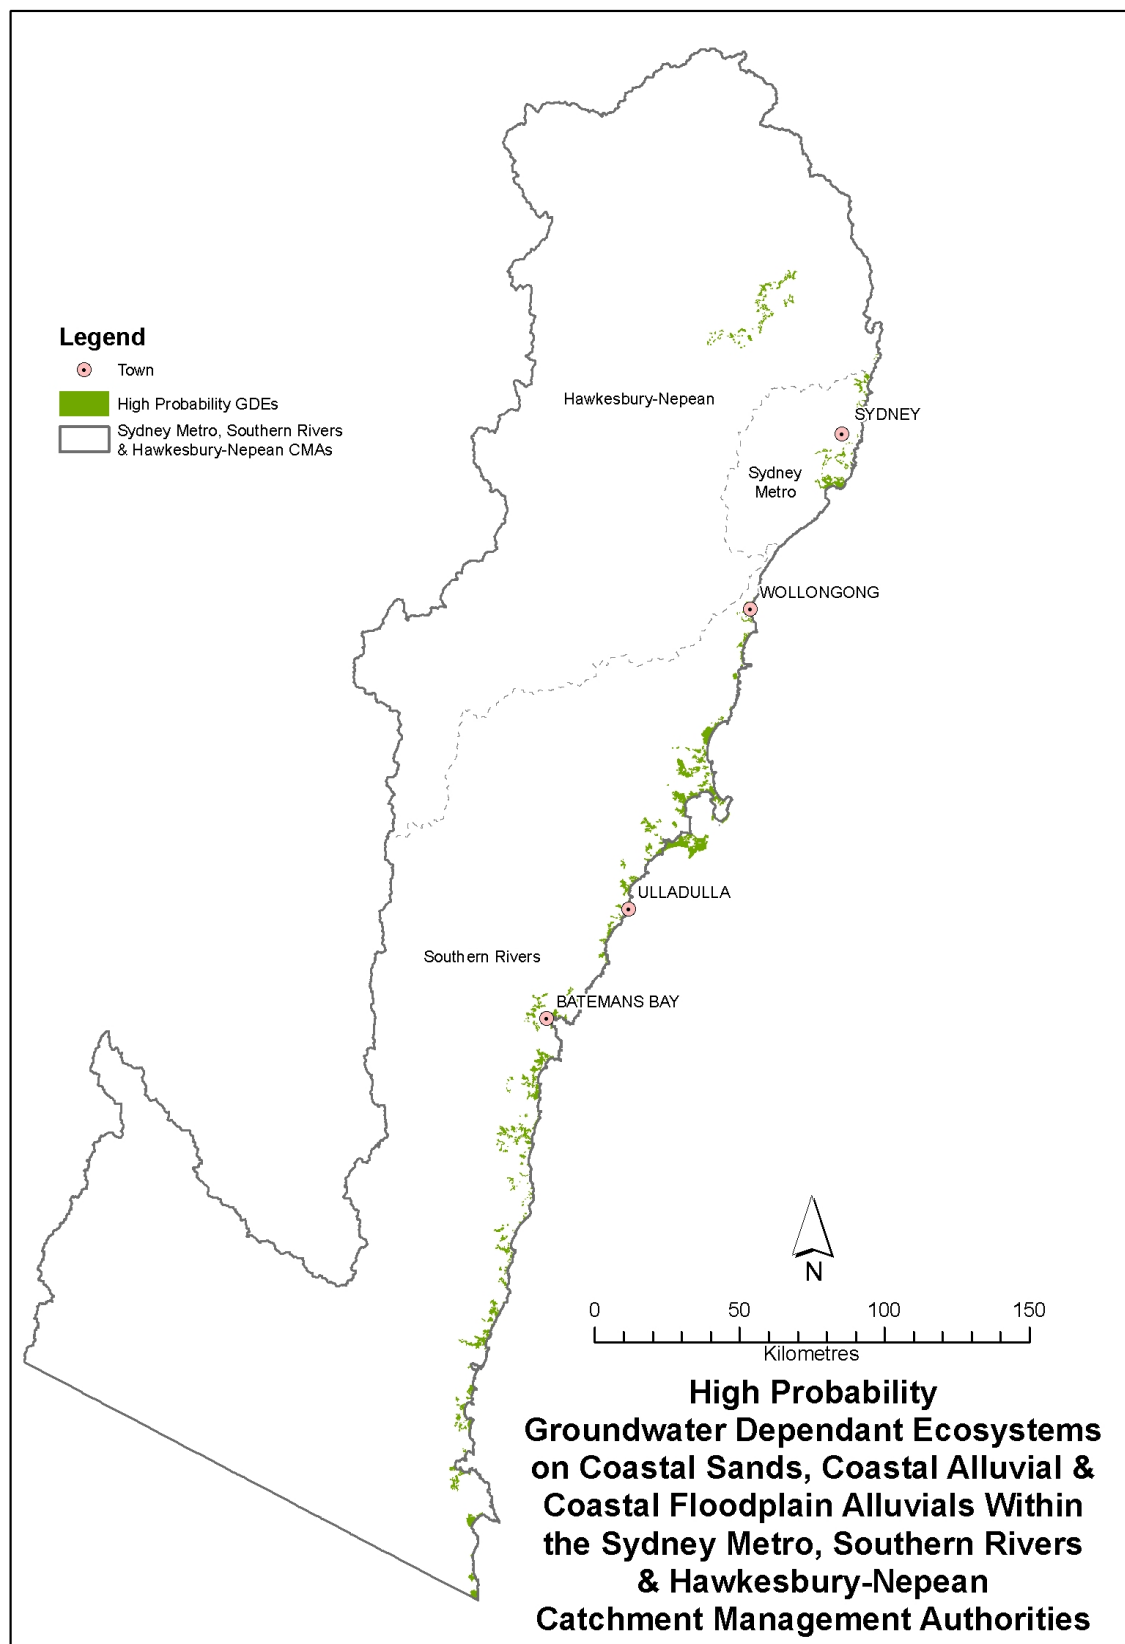 Legend
Town
High Probability GDEs
Sydney Metro, Southern Rivers
& Hawkesbury-Nepean CMAs
Hawkesbury-Nepean
SYDNEY
Sydney
Metro
WOLLONGONG
ULLADULLA
Southern Rivers
BATEMANS BAY
N
0 50 100 150
Kilometres
High Probability
Groundwater Dependant Ecosystems
on Coastal Sands, Coastal Alluvial &
Coastal Floodplain Alluvials Within
the Sydney Metro, Southern Rivers
& Hawkesbury-Nepean
Catchment Management Authorities